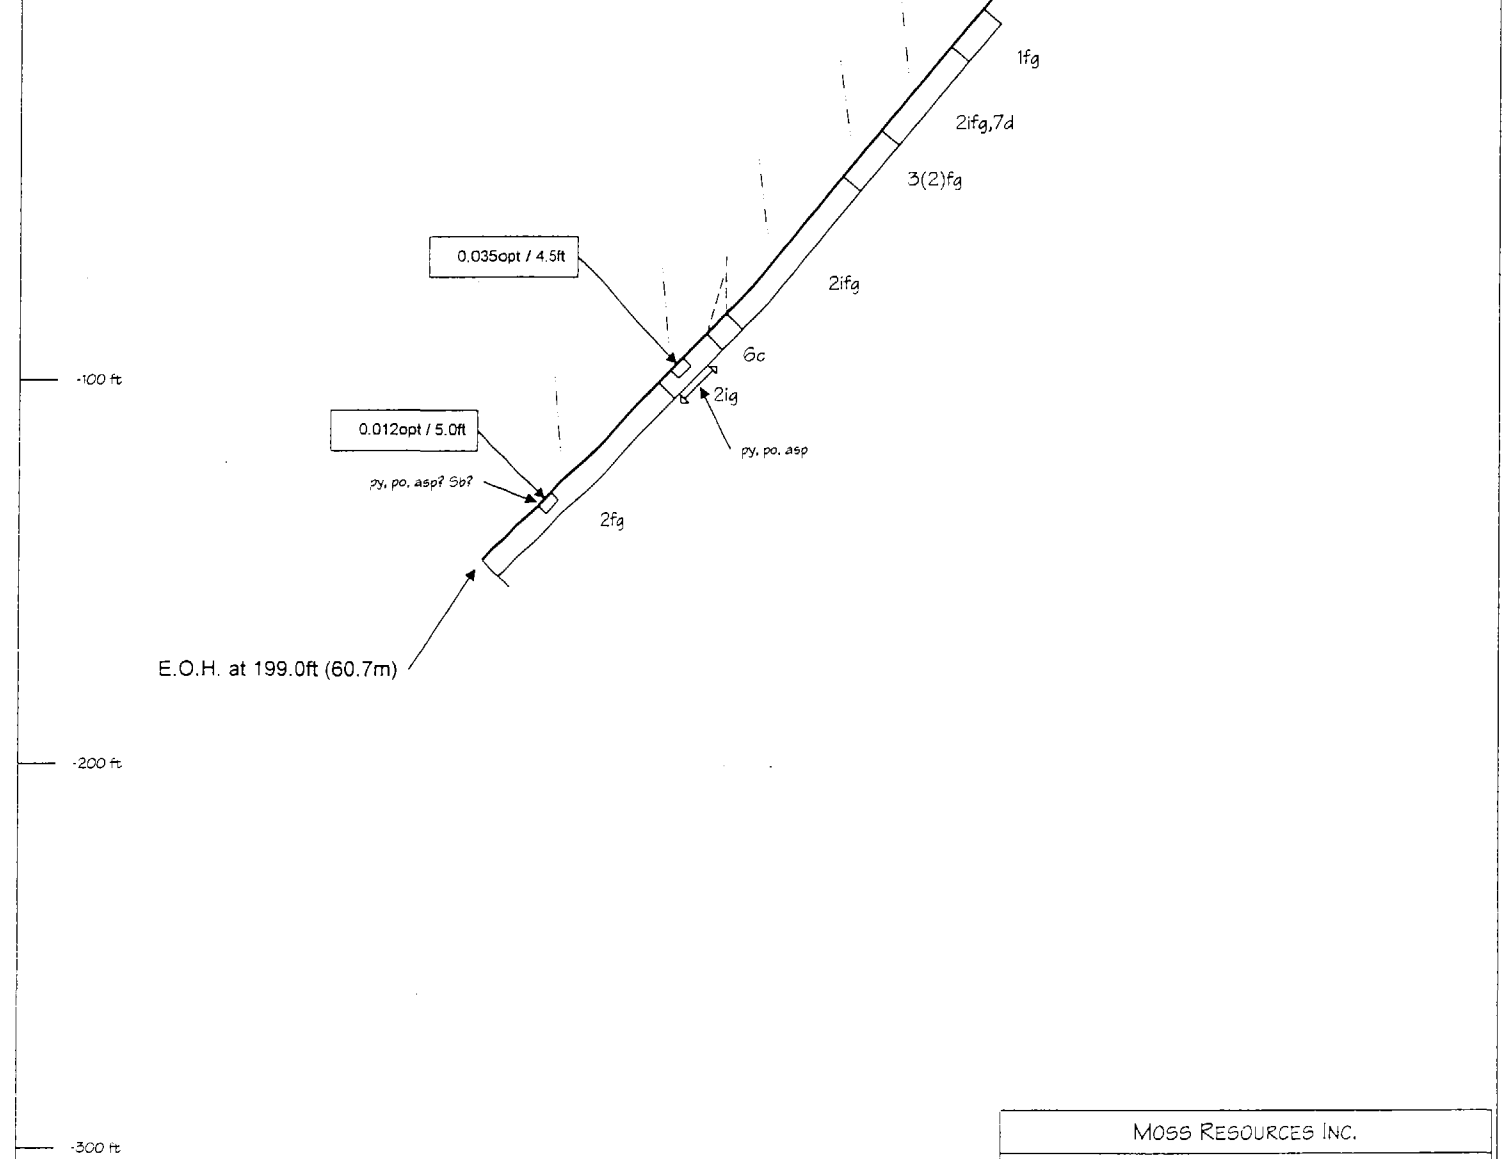 1fg
2ifg,7d
3(2)fg
0.035opt / 4.5ft
2ifg
6c
-100 ft
2ig
0.012opt / 5.0ft
py, po, asp
py, po, asp? Sb?
2fg
E.O.H. at 199.0ft (60.7m)
-200 ft
MOSS RESOURCES INC.
-300 ft